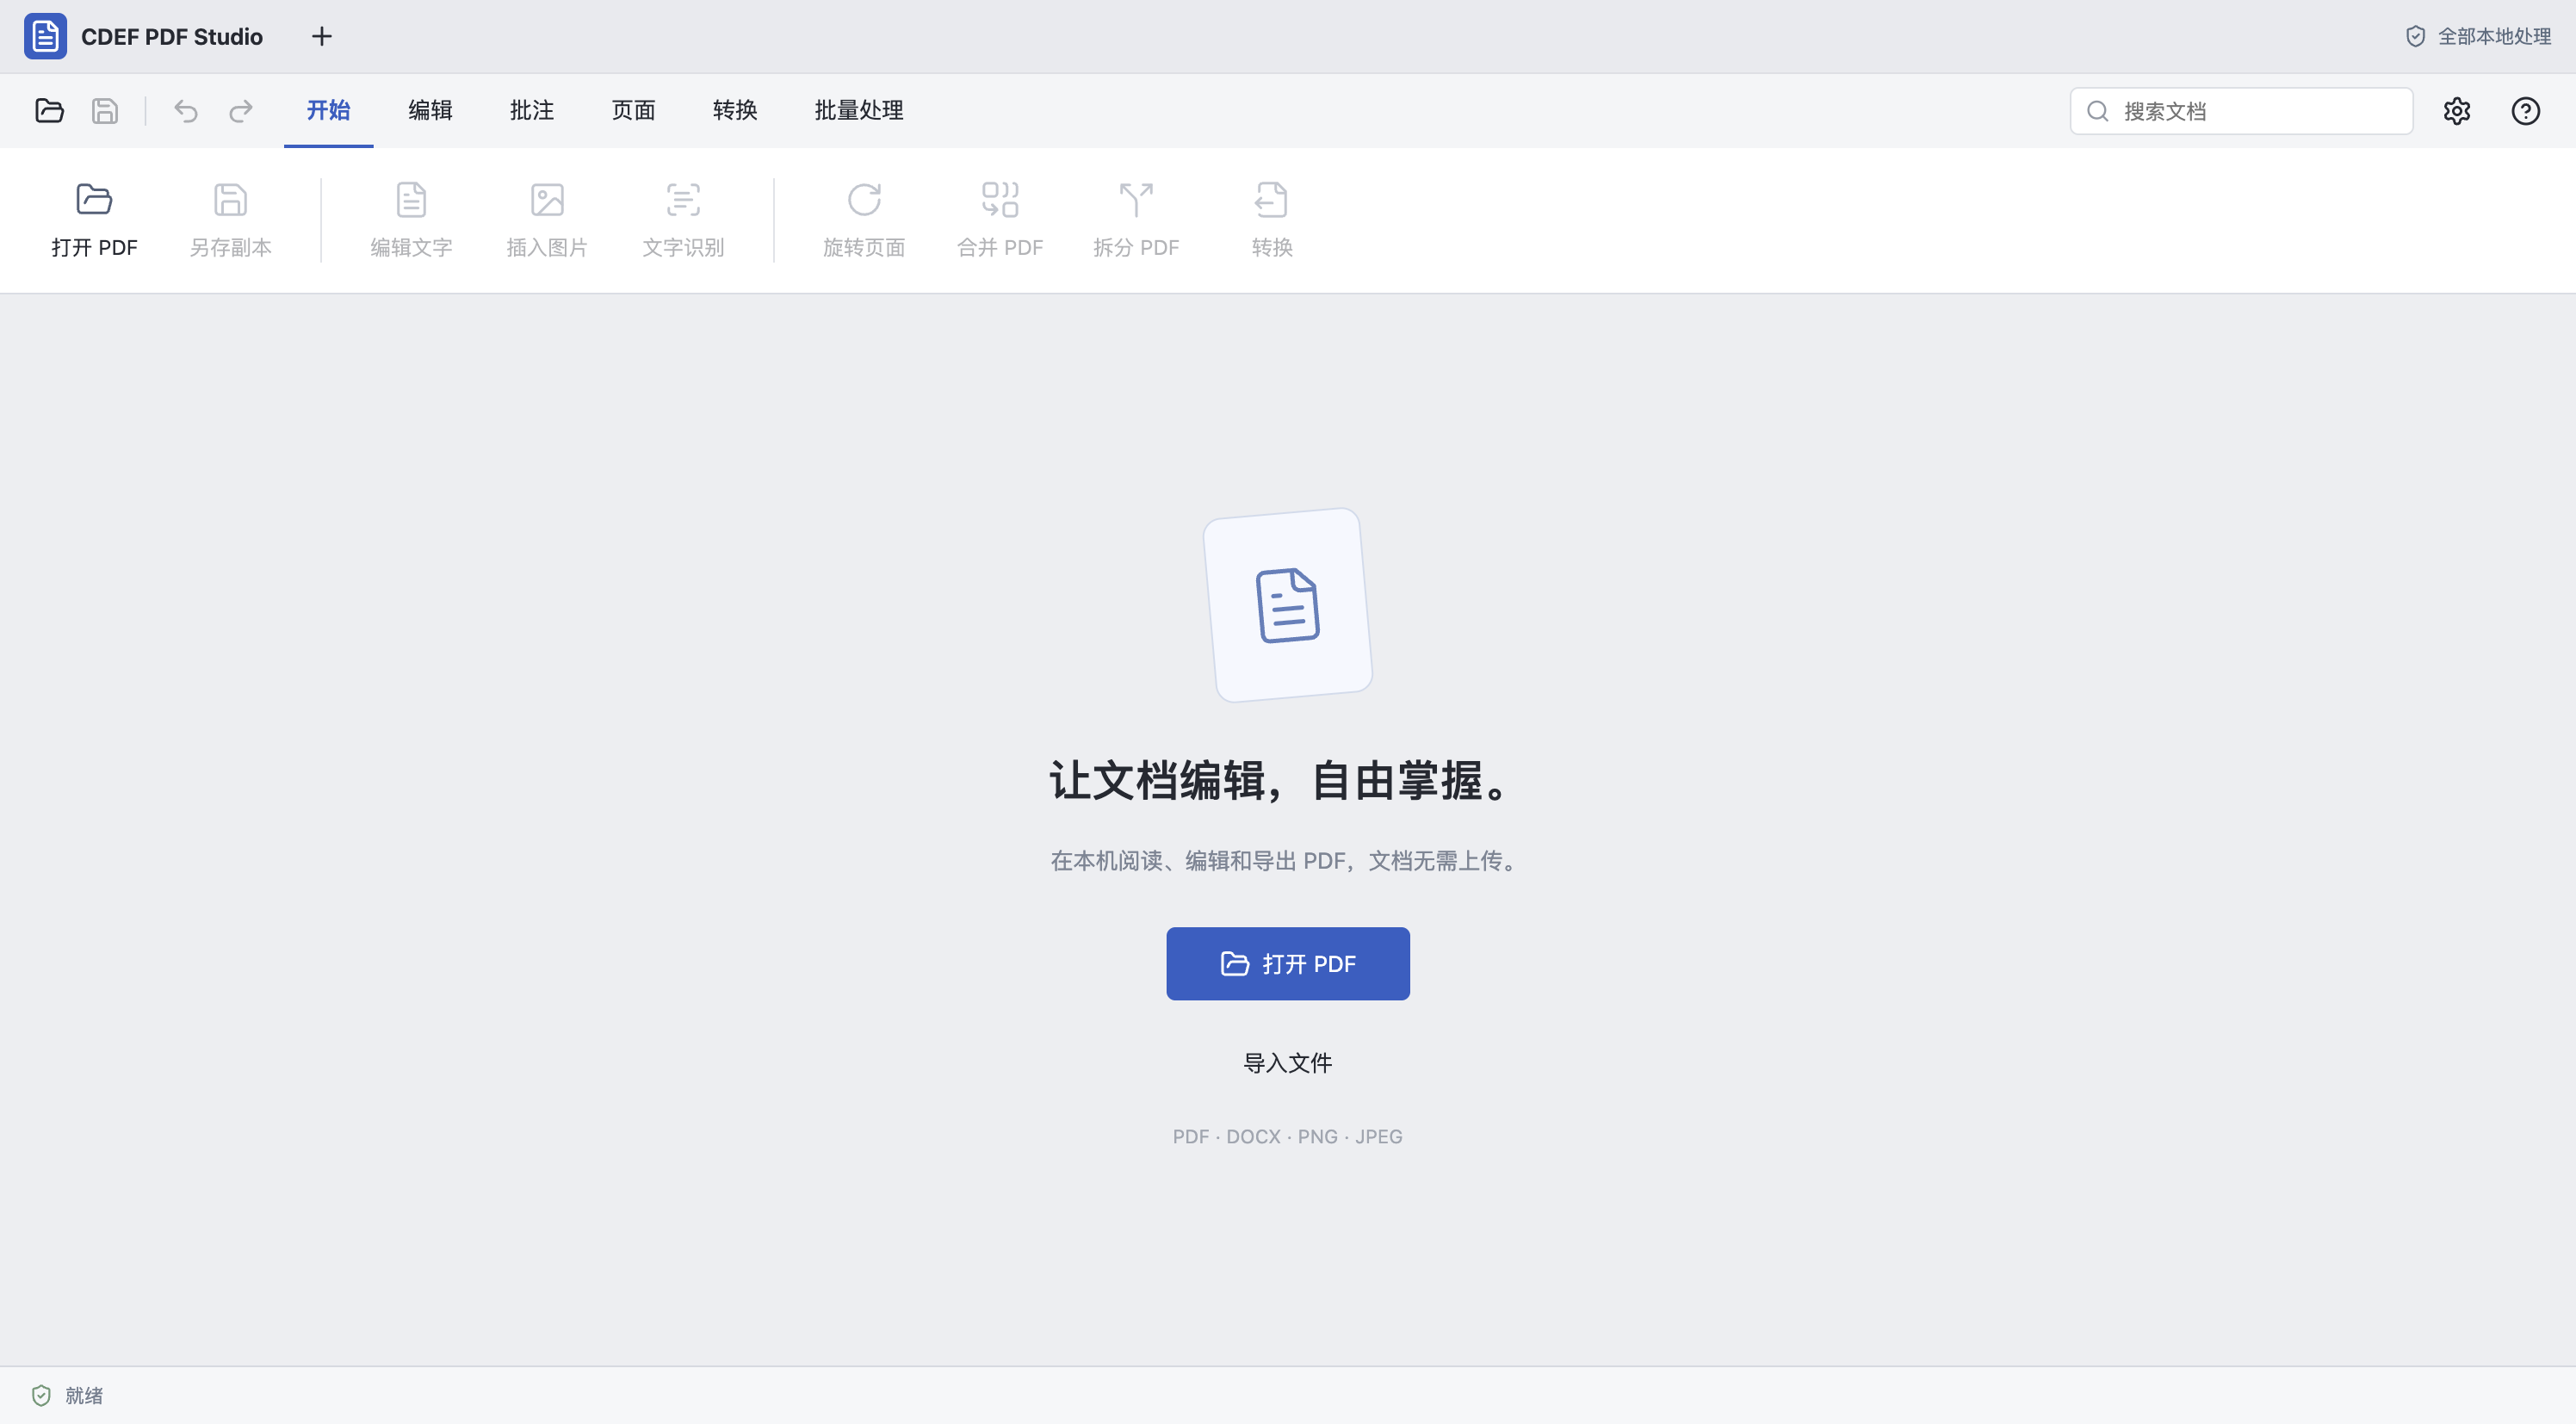 CDEF PDF Studio
全部本地处理
开始 编辑 批注 页面 转换 批量处理
搜索文档
打开 PDF 另存副本 编辑文字 插入图片 文字识别 旋转页面 合并 PDF 拆分 PDF 转换
让文档编辑，自由掌握。
在本机阅读、编辑和导出 PDF，文档无需上传。
打开 PDF
导入文件
PDF · DOCX · PNG · JPEG
就绪